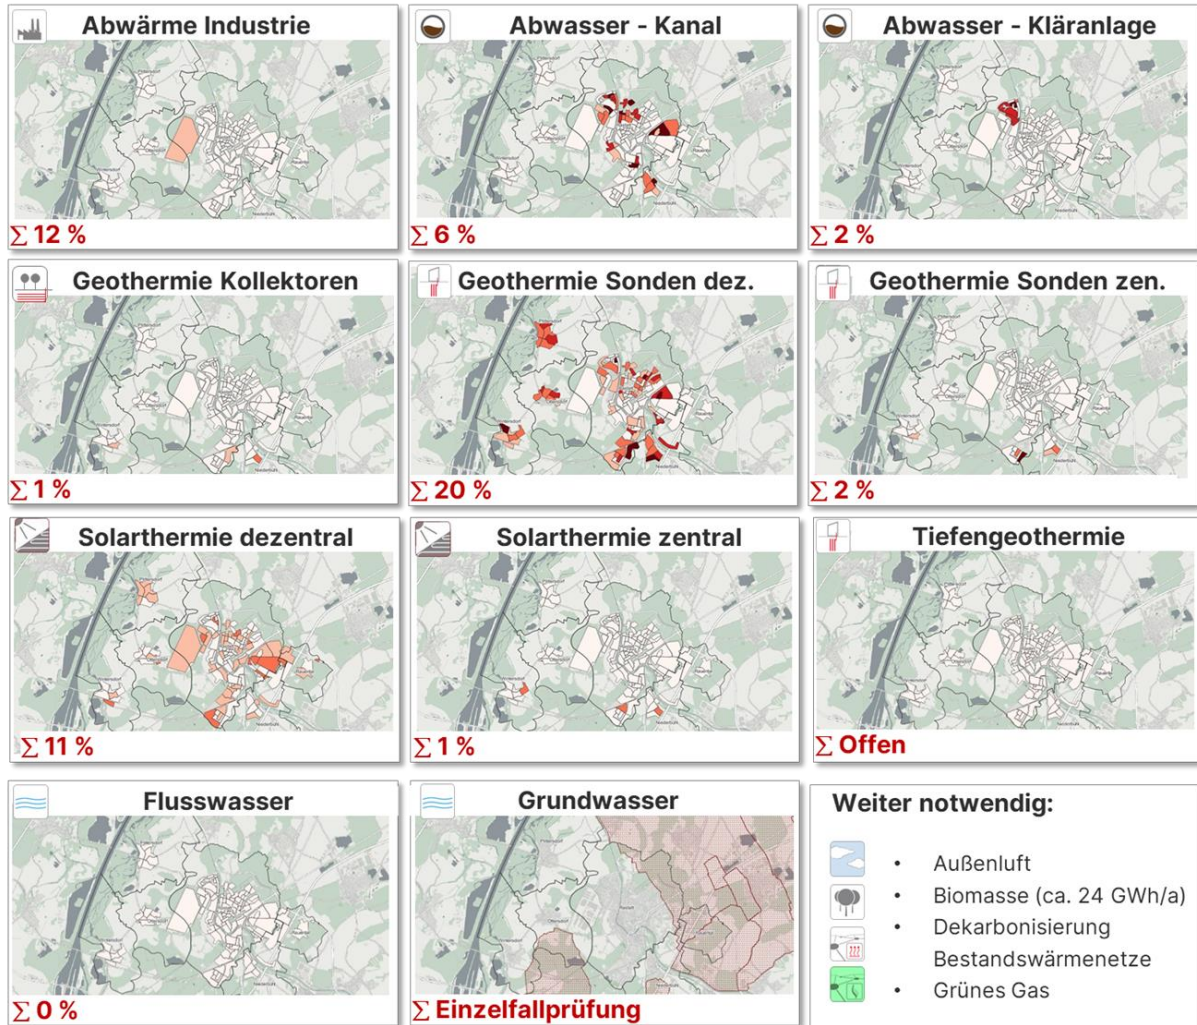 Abwärme Industrie
∑ 12 %
Abwasser - Kanal
∑ 6 %
Abwasser - Kläranlage
∑ 2 %
Geothermie Kollektoren
∑ 1 %
Geothermie Sonden dez.
∑ 20 %
Geothermie Sonden zen.
∑ 2 %
Solarthermie dezentral
∑ 11 %
Solarthermie zentral
∑ 1 %
Tiefengeothermie
∑ Offen
Flusswasser
∑ 0 %
Grundwasser
∑ Einzelfallprüfung
Weiter notwendig:
• Außenluft
• Biomasse (ca. 24 GWh/a)
• Dekarbonisierung
Bestandswärmenetze
• Grünes Gas